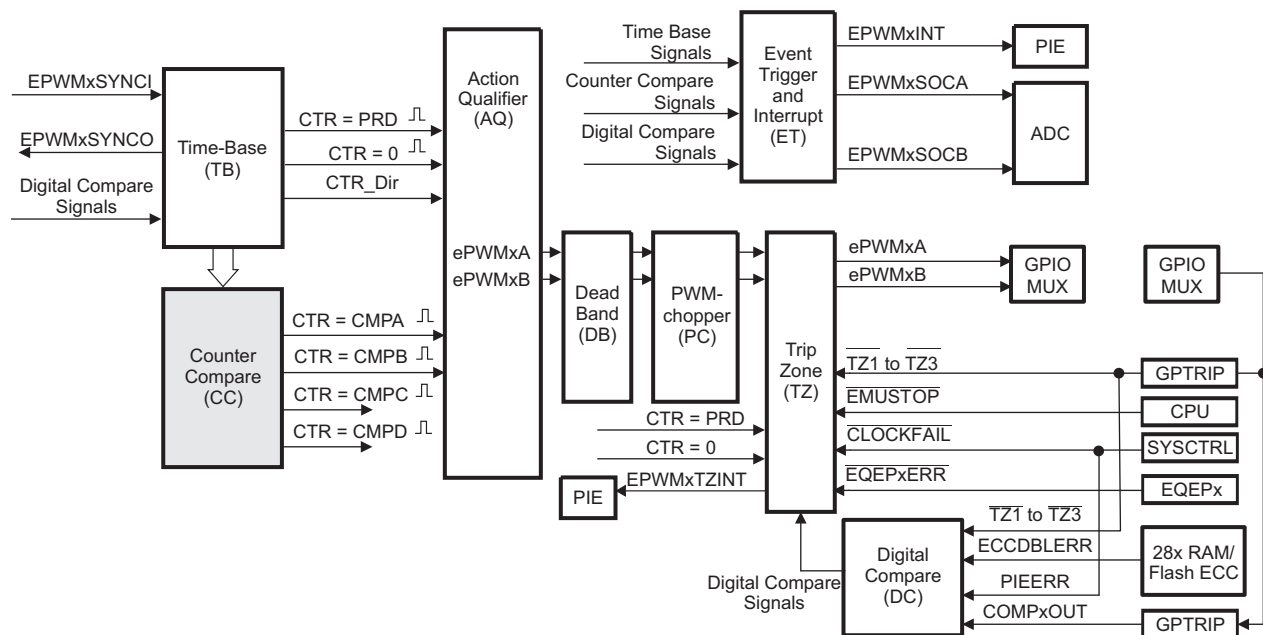 EPWMxSYNCI
EPWMxSYNCO
Digital Compare
Signals
Time-Base
(TB)
CTR = PRD
CTR = 0
CTR_Dir
Counter
Compare
(CC)
CTR = CMPA
CTR = CMPB
CTR = CMPC
CTR = CMPD
Action
Qualifier
(AQ)
ePWMxA
ePWMxB
Time Base
Signals
Counter Compare
Signals
Digital Compare
Signals
Event
Trigger
and
Interrupt
(ET)
EPWMxINT
EPWMxSOCA
EPWMxSOCB
PIE
ADC
Dead
Band
(DB)
PWM-
chopper
(PC)
Trip
Zone
(TZ)
CTR = PRD
CTR = 0
EPWMxTZINT
PIE
ePWMxA
ePWMxB
GPIO
MUX
GPIO
MUX
TZ1 to TZ3
EMUSTOP
CLOCKFAIL
EQEPxERR
GPTRIP
CPU
SYSCTRL
EQEPx
Digital Compare
Signals
Digital
Compare
(DC)
TZ1 to TZ3
ECCDBLERR
PIEERR
COMPxOUT
28x RAM/
Flash ECC
GPTRIP